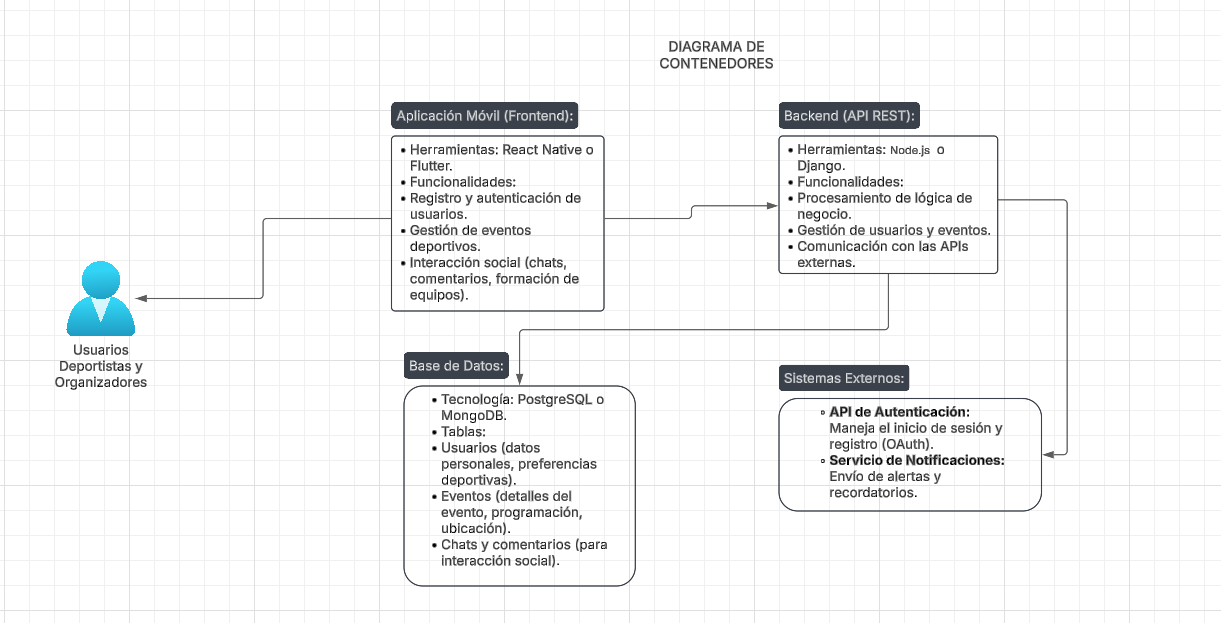 DIAGRAMA DE
CONTENEDORES
Aplicación Móvil (Frontend):
• Herramientas: React Native o
Flutter.
• Funcionalidades:
• Registro y autenticación de
usuarios.
• Gestión de eventos
deportivos.
• Interacción social (chats,
comentarios, formación de
equipos).
Backend (API REST):
• Herramientas: Node.js o
Django.
• Funcionalidades:
• Procesamiento de lógica de
negocio.
• Gestión de usuarios y eventos.
• Comunicación con las APIs
externas.
Usuarios
Deportistas y
Organizadores
Base de Datos:
• Tecnología: PostgreSQL o
MongoDB.
• Tablas:
• Usuarios (datos
personales, preferencias
deportivas).
• Eventos (detalles del
evento, programación,
ubicación).
• Chats y comentarios (para
interacción social).
Sistemas Externos:
◦ API de Autenticación:
Maneja el inicio de sesión y
registro (OAuth).
◦ Servicio de Notificaciones:
Envío de alertas y
recordatorios.